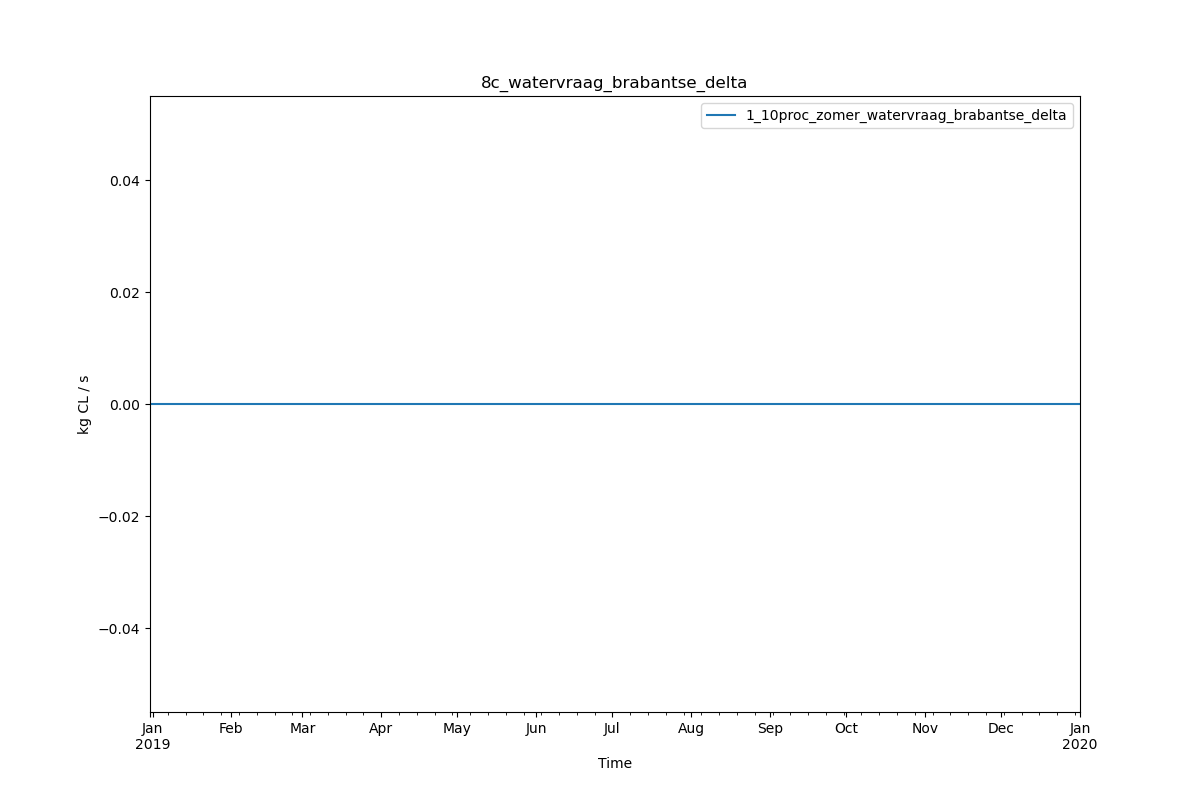 8c_watervraag_brabantse_delta
1_10proc_zomer_watervraag_brabantse_delta
0.04
0.02
0.00
−0.02
−0.04
kg CL / s
Jan Feb Mar Apr May Jun Jul Aug Sep Oct Nov Dec Jan
2019 2020
Time